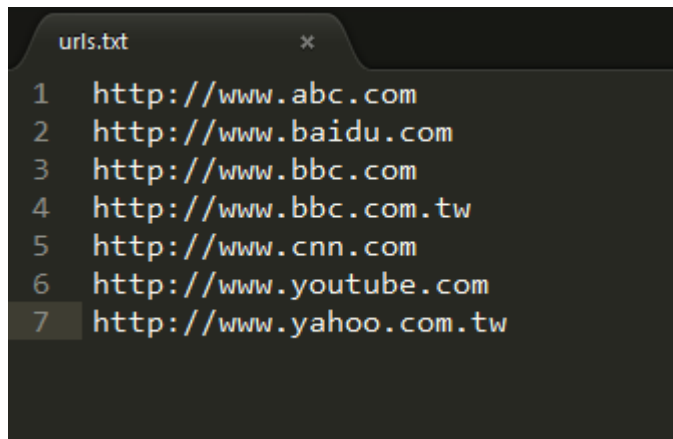 urls.txt ×
1 http://www.abc.com
2 http://www.baidu.com
3 http://www.bbc.com
4 http://www.bbc.com.tw
5 http://www.cnn.com
6 http://www.youtube.com
7 http://www.yahoo.com.tw